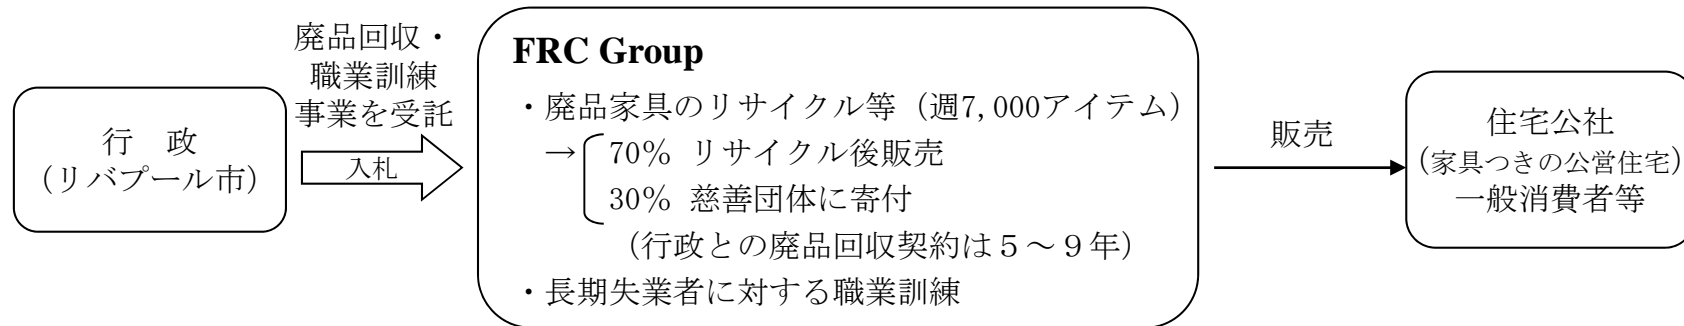 行　政
(リバプール市)
廃品回収・
職業訓練
事業を受託
入札
FRC Group
・廃品家具のリサイクル等（週7,000アイテム）
→ 70％ リサイクル後販売
30％ 慈善団体に寄付
（行政との廃品回収契約は５～９年）
・長期失業者に対する職業訓練
販売
住宅公社
(家具つきの公営住宅)
一般消費者等